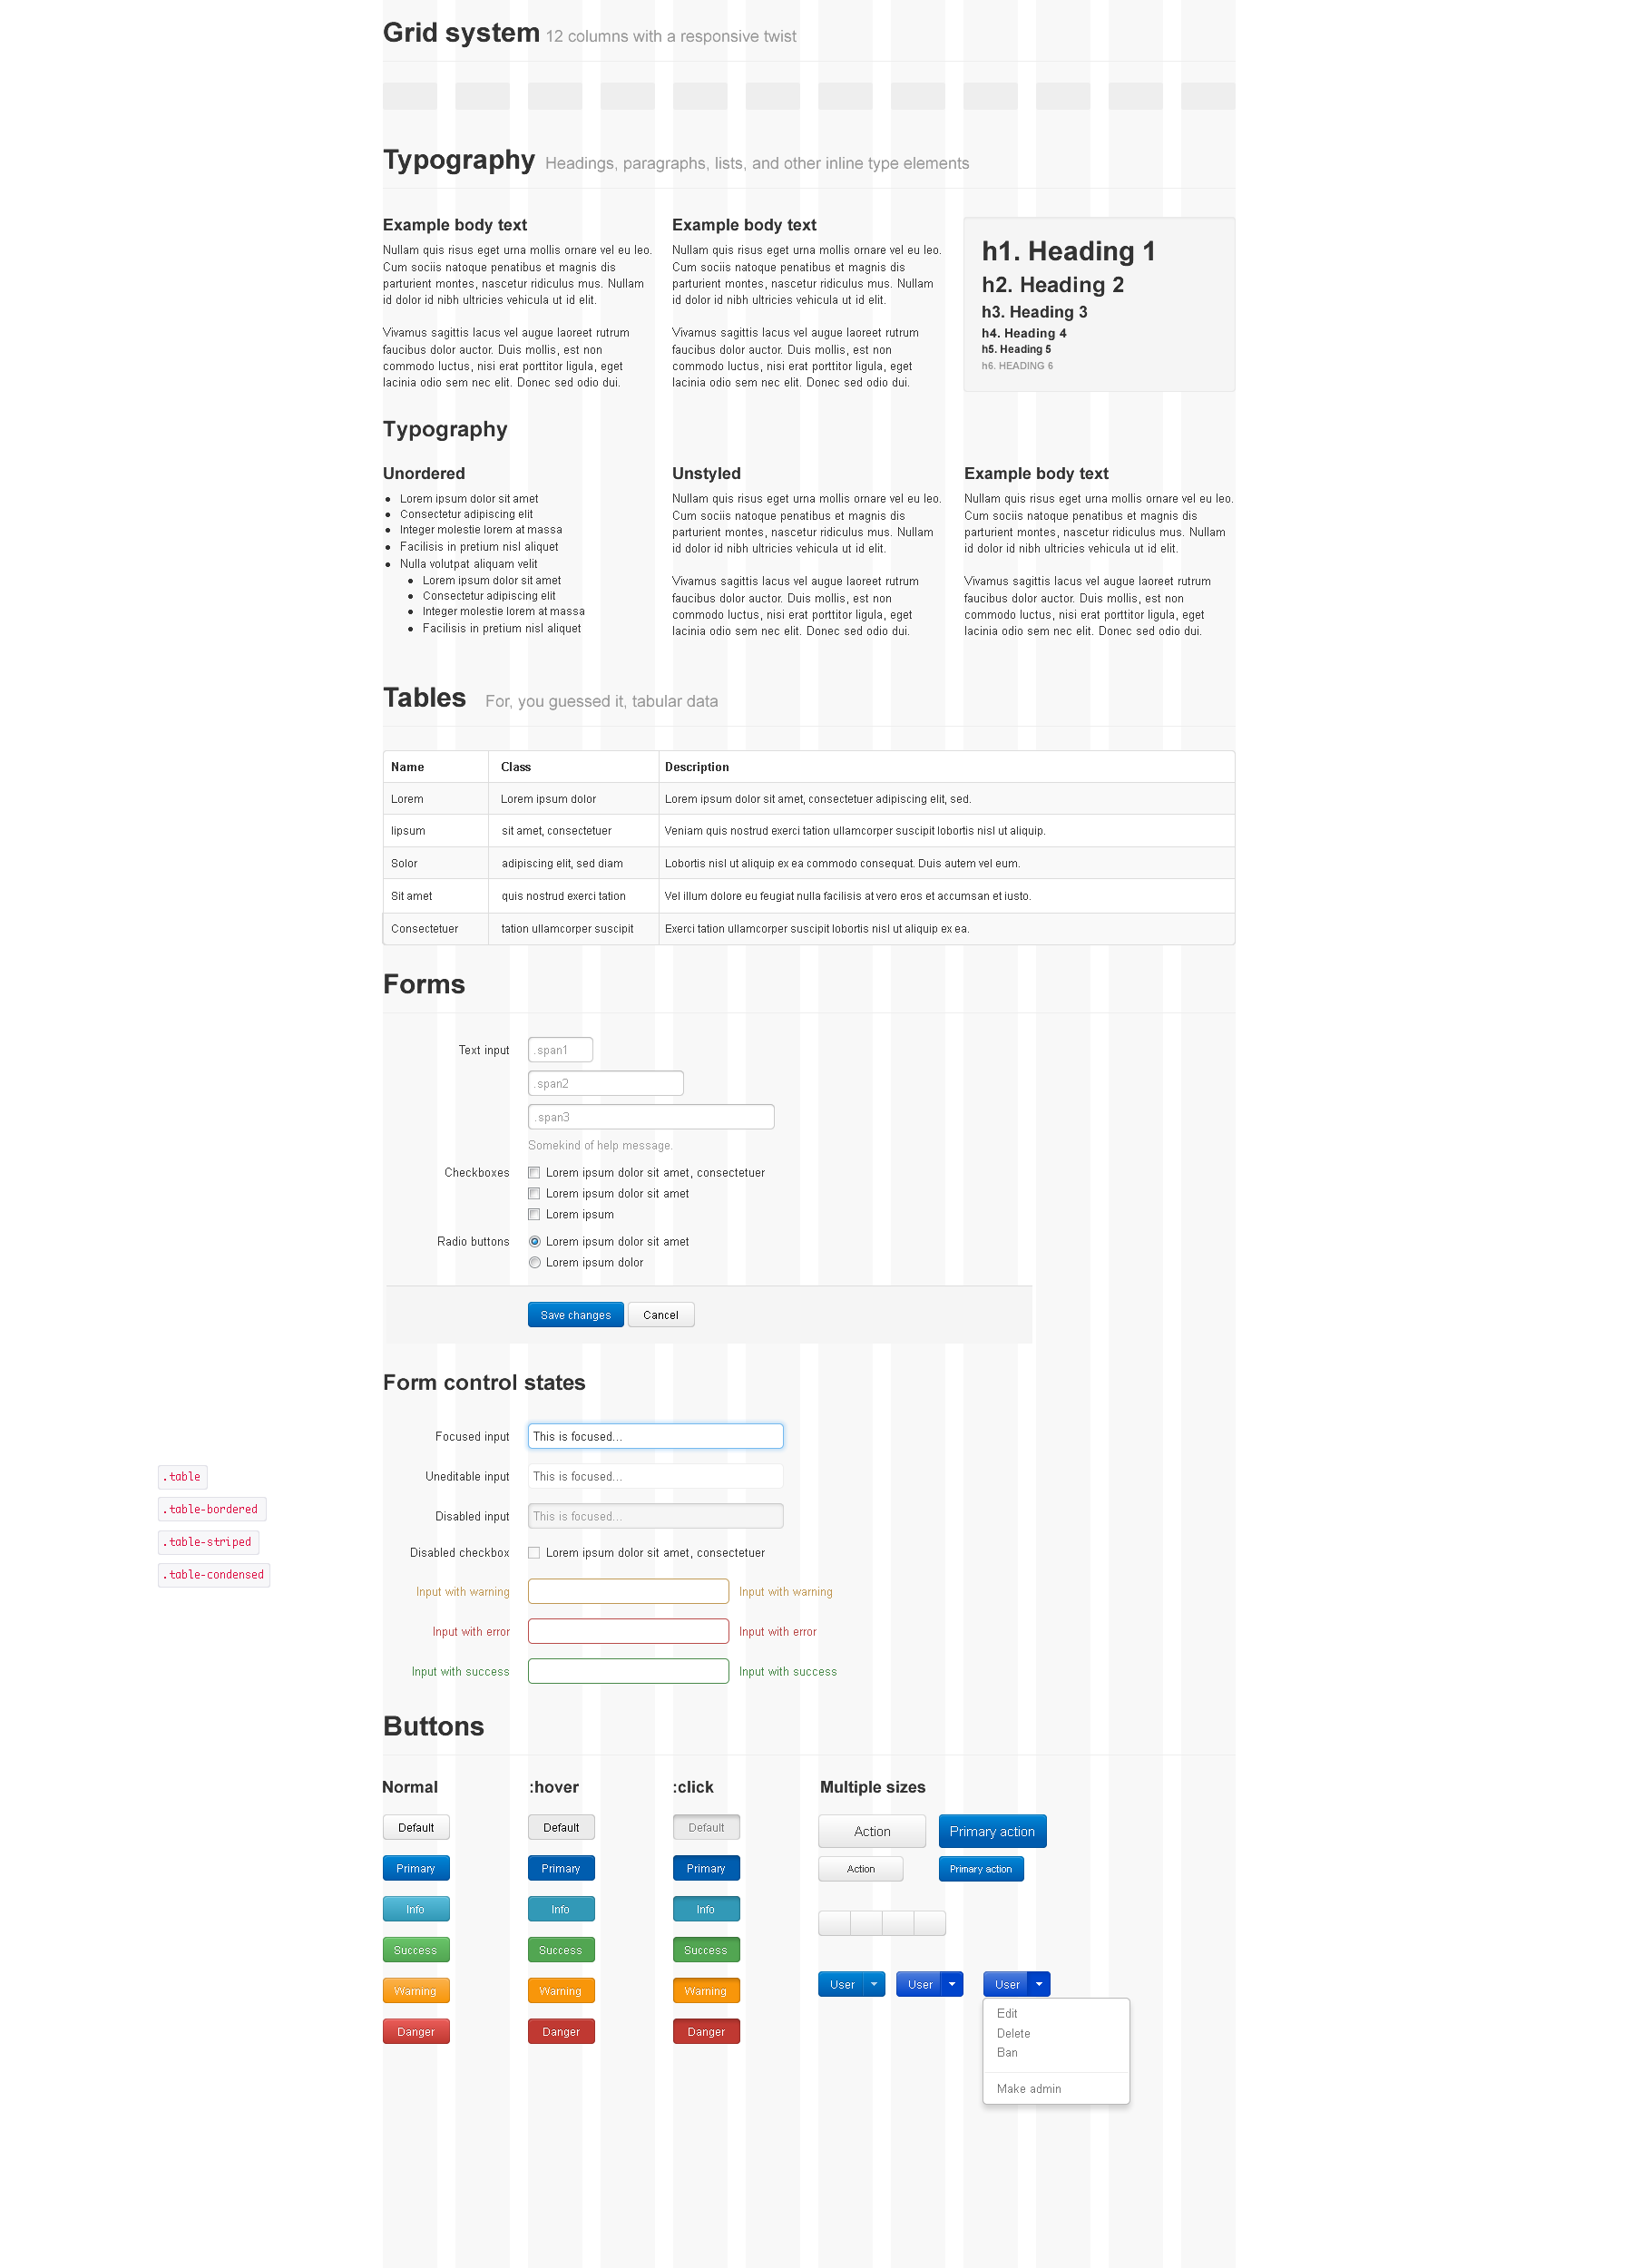 Grid system 12 columns with a responsive twist
Typography Headings, paragraphs, lists, and other inline type elements
Example body text
Nullam quis risus eget urna mollis ornare vel eu leo.
Cum sociis natoque penatibus et magnis dis
parturient montes, nascetur ridiculus mus. Nullam
id dolor id nibh ultricies vehicula ut id elit.
Vivamus sagittis lacus vel augue laoreet rutrum
faucibus dolor auctor. Duis mollis, est non
commodo luctus, nisi erat porttitor ligula, eget
lacinia odio sem nec elit. Donec sed odio dui.
Example body text
Nullam quis risus eget urna mollis ornare vel eu leo.
Cum sociis natoque penatibus et magnis dis
parturient montes, nascetur ridiculus mus. Nullam
id dolor id nibh ultricies vehicula ut id elit.
Vivamus sagittis lacus vel augue laoreet rutrum
faucibus dolor auctor. Duis mollis, est non
commodo luctus, nisi erat porttitor ligula, eget
lacinia odio sem nec elit. Donec sed odio dui.
h1. Heading 1
h2. Heading 2
h3. Heading 3
h4. Heading 4
h5. Heading 5
h6. HEADING 6
Typography
Unordered
Lorem ipsum dolor sit amet
Consectetur adipiscing elit
Integer molestie lorem at massa
Facilisis in pretium nisl aliquet
Nulla volutpat aliquam velit
Lorem ipsum dolor sit amet
Consectetur adipiscing elit
Integer molestie lorem at massa
Facilisis in pretium nisl aliquet
Unstyled
Nullam quis risus eget urna mollis ornare vel eu leo.
Cum sociis natoque penatibus et magnis dis
parturient montes, nascetur ridiculus mus. Nullam
id dolor id nibh ultricies vehicula ut id elit.
Vivamus sagittis lacus vel augue laoreet rutrum
faucibus dolor auctor. Duis mollis, est non
commodo luctus, nisi erat porttitor ligula, eget
lacinia odio sem nec elit. Donec sed odio dui.
Example body text
Nullam quis risus eget urna mollis ornare vel eu leo.
Cum sociis natoque penatibus et magnis dis
parturient montes, nascetur ridiculus mus. Nullam
id dolor id nibh ultricies vehicula ut id elit.
Vivamus sagittis lacus vel augue laoreet rutrum
faucibus dolor auctor. Duis mollis, est non
commodo luctus, nisi erat porttitor ligula, eget
lacinia odio sem nec elit. Donec sed odio dui.
Tables For, you guessed it, tabular data
Name Class Description
Lorem Lorem ipsum dolor Lorem ipsum dolor sit amet, consectetuer adipiscing elit, sed.
Iipsum sit amet, consectetuer Veniam quis nostrud exerci tation ullamcorper suscipit lobortis nisl ut aliquip.
Solor adipiscing elit, sed diam Lobortis nisl ut aliquip ex ea commodo consequat. Duis autem vel eum.
Sit amet quis nostrud exerci tation Vel illum dolore eu feugiat nulla facilisis at vero eros et accumsan et iusto.
Consectetuer tation ullamcorper suscipit Exerci tation ullamcorper suscipit lobortis nisl ut aliquip ex ea.
Forms
Text input .span1
.span2
.span3
Somekind of help message.
Checkboxes Lorem ipsum dolor sit amet, consectetuer
Lorem ipsum dolor sit amet
Lorem ipsum
Radio buttons Lorem ipsum dolor sit amet
Lorem ipsum dolor
Save changes Cancel
Form control states
Focused input This is focused...
Uneditable input This is focused...
Disabled input This is focused...
Disabled checkbox Lorem ipsum dolor sit amet, consectetuer
Input with warning Input with warning
Input with error Input with error
Input with success Input with success
.table
.table-bordered
.table-striped
.table-condensed
Buttons
Normal :hover :click Multiple sizes
Default Default Default Action Primary action
Primary Primary Primary Action Primary action
Info Info Info
Success Success Success
Warning Warning Warning User User User
Danger Danger Danger
Edit
Delete
Ban
Make admin